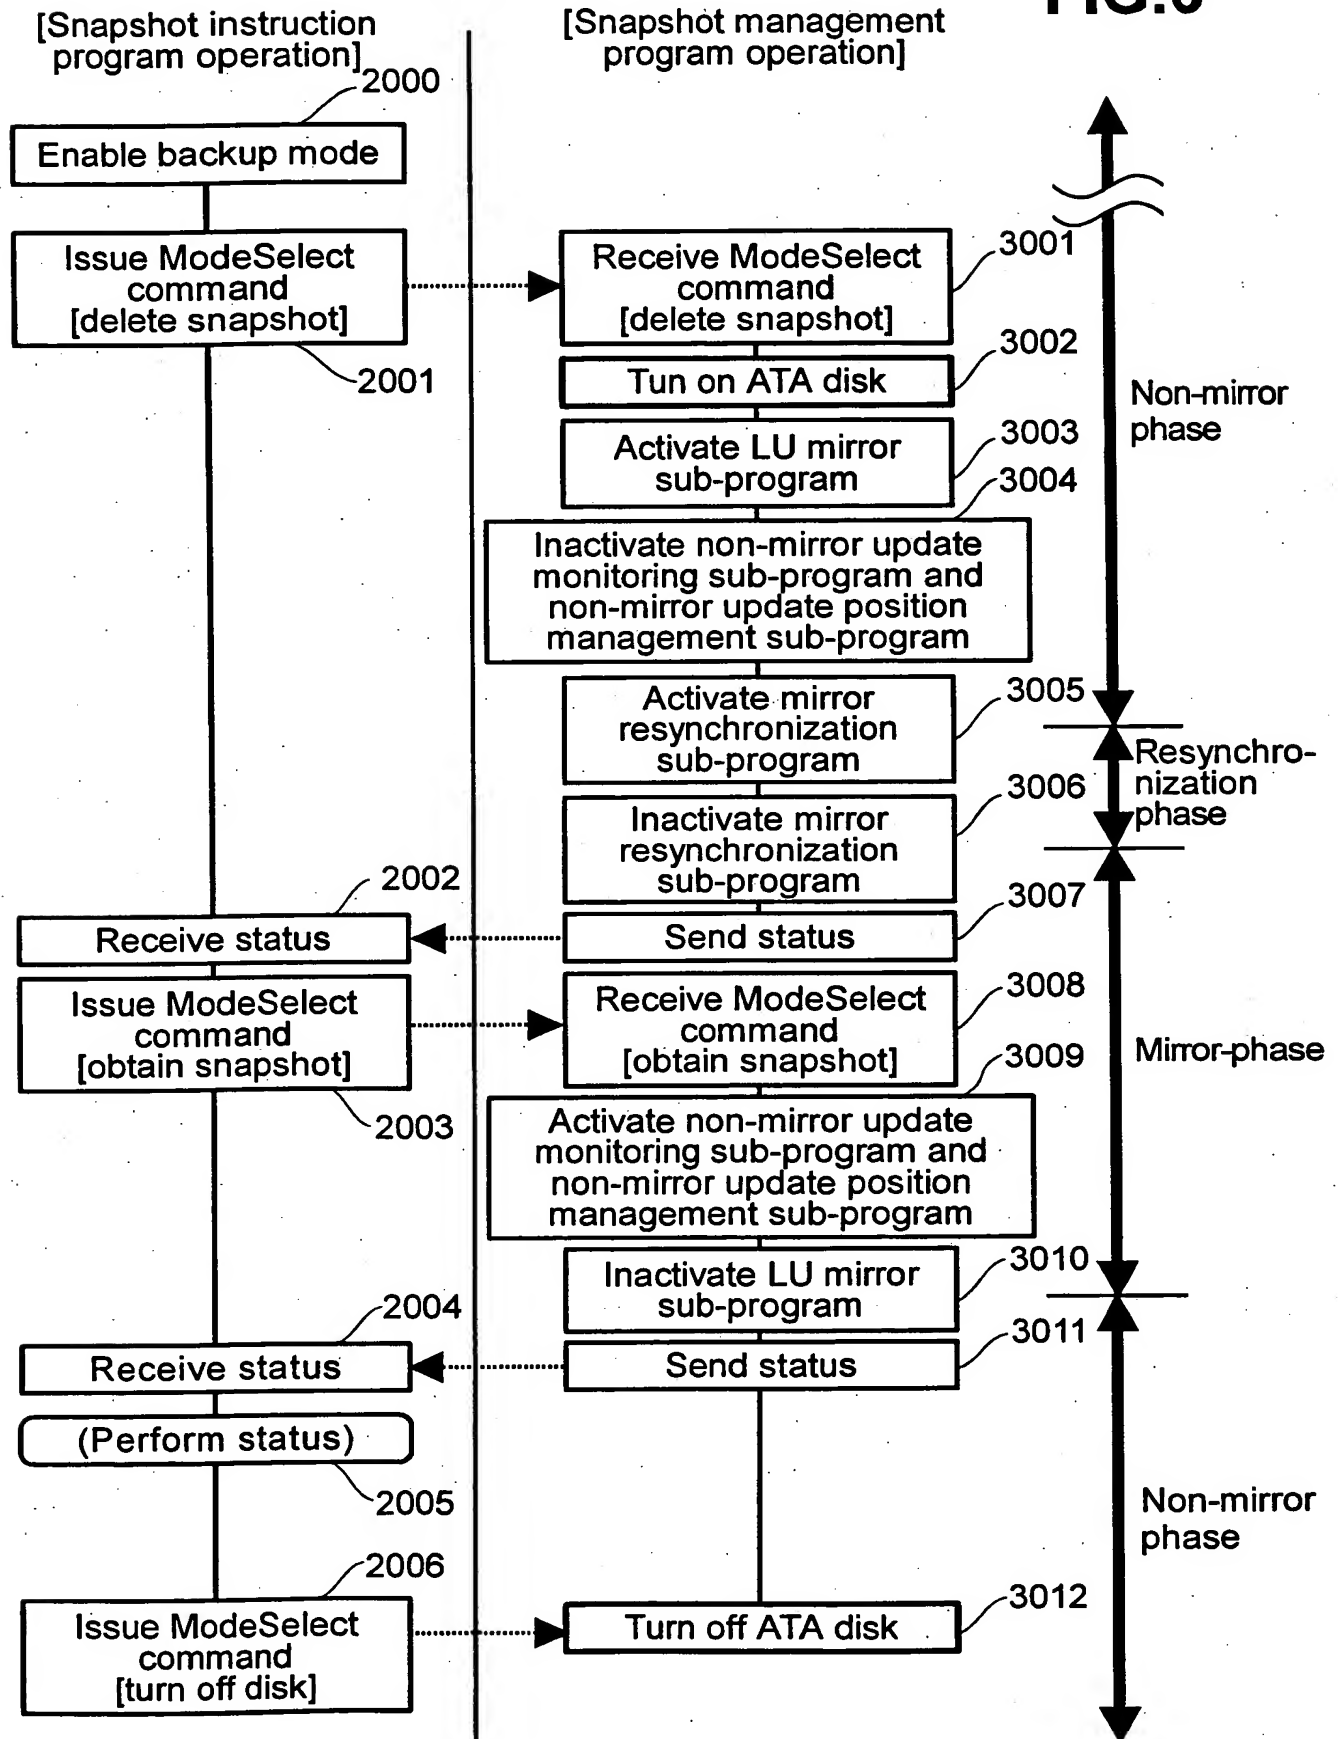 [Snapshot instruction
program operation]
[Snapshot management
program operation]
2000
Enable backup mode
Issue ModeSelect
command
[delete snapshot]
2001
Receive ModeSelect
command
[delete snapshot]
3001
Tun on ATA disk
3002
Activate LU mirror
sub-program
3003
Inactivate non-mirror update
monitoring sub-program and
non-mirror update position
management sub-program
3004
Non-mirror
phase
Activate mirror
resynchronization
sub-program
3005
Resynchro-
nization
phase
Inactivate mirror
resynchronization
sub-program
3006
2002
Receive status
Send status
3007
Issue ModeSelect
command
[obtain snapshot]
2003
Receive ModeSelect
command
[obtain snapshot]
3008
Mirror-phase
3009
Activate non-mirror update
monitoring sub-program and
non-mirror update position
management sub-program
Inactivate LU mirror
sub-program
3010
2004
Receive status
Send status
3011
(Perform status)
2005
Non-mirror
phase
2006
Issue ModeSelect
command
[turn off disk]
Turn off ATA disk
3012